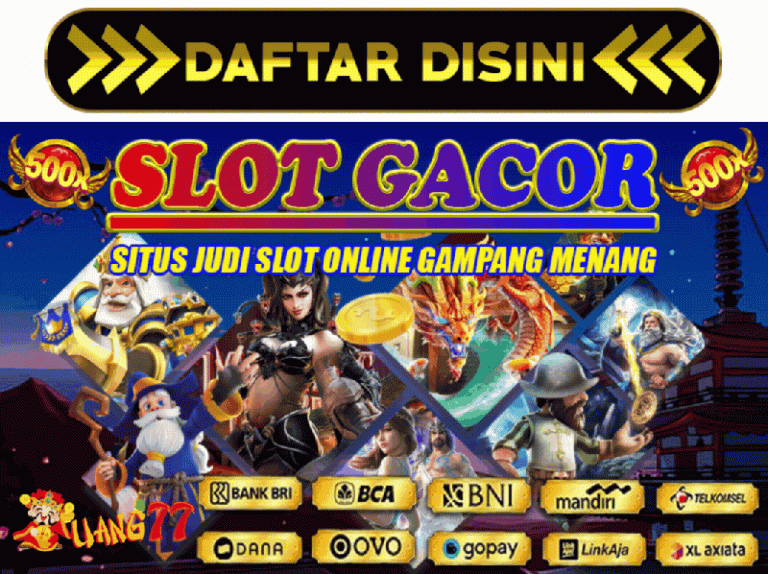 DAFTAR DISINI
500x SLOT GACOR 500x
SITUS JUDI SLOT ONLINE GAMPANG MENANG
BANK BRI BCA BNI mandiri TELKOMSEL
UANG77
DANA OVO gopay LinkAja XL axiata